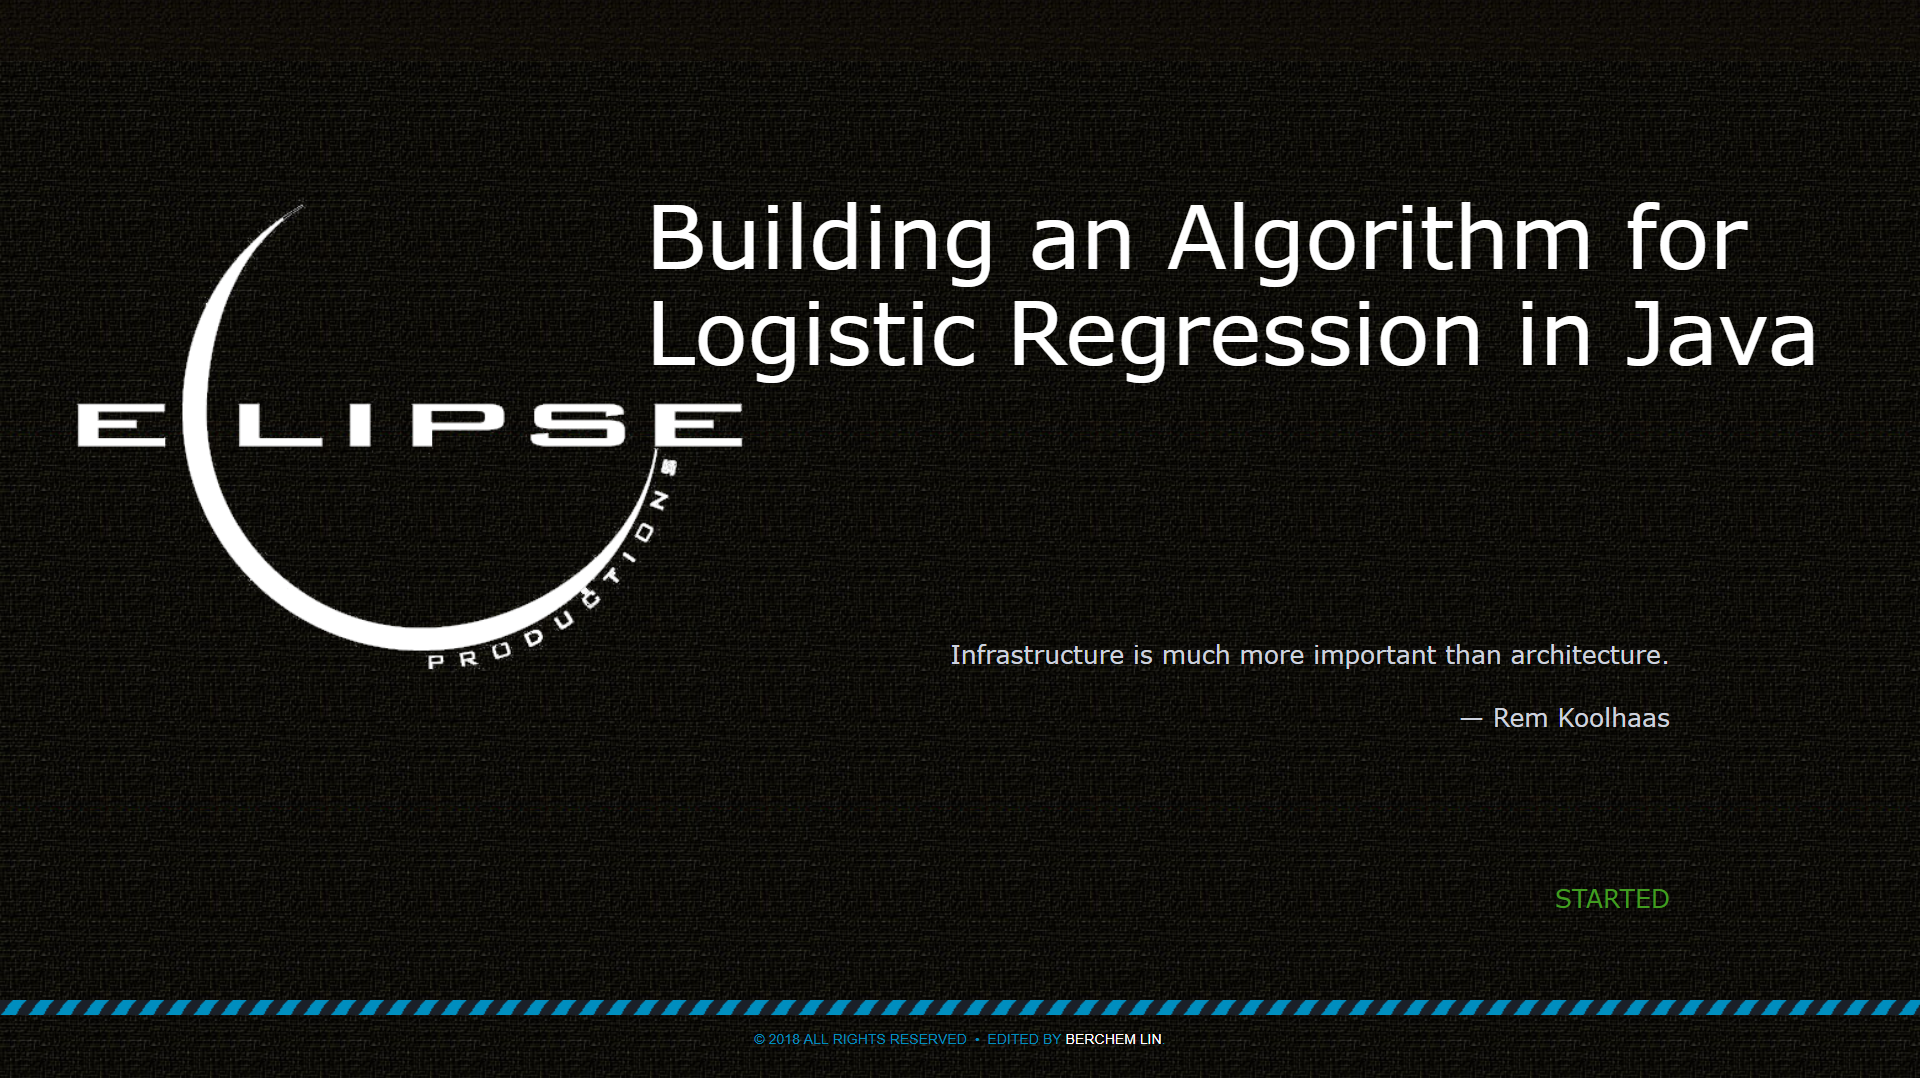 Building an Algorithm for
Logistic Regression in Java
ECLIPSE
PRODUCTIONS
Infrastructure is much more important than architecture.
— Rem Koolhaas
STARTED
© 2018 ALL RIGHTS RESERVED • EDITED BY BERCHEM LIN.